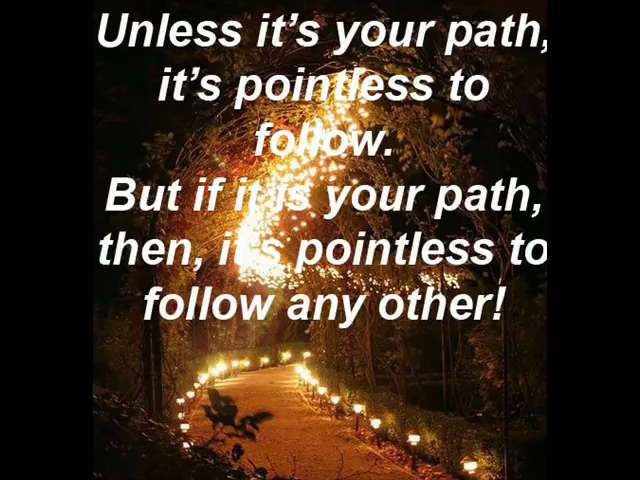 Unless it’s your path,
it’s pointless to
follow.
But if it is your path,
then, it’s pointless to
follow any other!